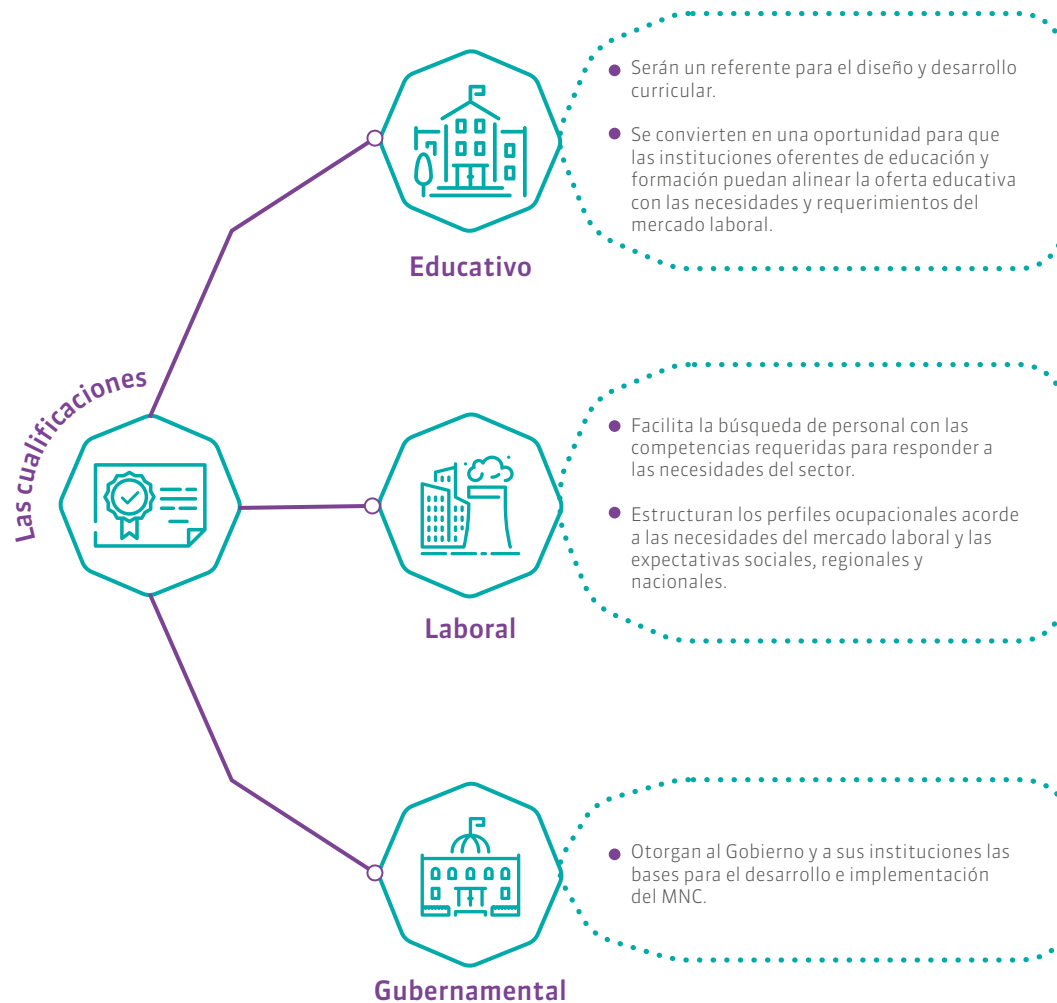 Las cualificaciones
Educativo
● Serán un referente para el diseño y desarrollo
curricular.
● Se convierten en una oportunidad para que
las instituciones oferentes de educación y
formación puedan alinear la oferta educativa
con las necesidades y requerimientos del
mercado laboral.
Laboral
● Facilita la búsqueda de personal con las
competencias requeridas para responder a
las necesidades del sector.
● Estructuran los perfiles ocupacionales acorde
a las necesidades del mercado laboral y las
expectativas sociales, regionales y
nacionales.
Gubernamental
● Otorgan al Gobierno y a sus instituciones las
bases para el desarrollo e implementación
del MNC.